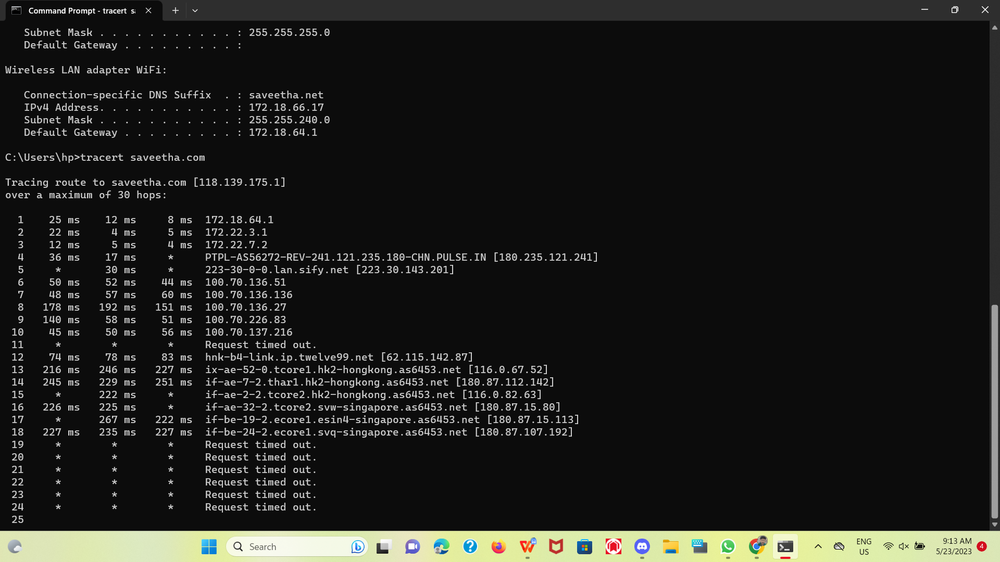 Command Prompt - tracert sa
Subnet Mask . . . . . . . . . . . : 255.255.255.0
Default Gateway . . . . . . . . . :
Wireless LAN adapter WiFi:
Connection-specific DNS Suffix  . : saveetha.net
IPv4 Address. . . . . . . . . . . : 172.18.66.17
Subnet Mask . . . . . . . . . . . : 255.255.240.0
Default Gateway . . . . . . . . . : 172.18.64.1
C:\Users\hp>tracert saveetha.com
Tracing route to saveetha.com [118.139.175.1]
over a maximum of 30 hops:
1    25 ms    12 ms     8 ms  172.18.64.1
2    22 ms     4 ms     5 ms  172.22.3.1
3    12 ms     5 ms     4 ms  172.22.7.2
4    36 ms    17 ms     *     PTPL-AS56272-REV-241.121.235.180-CHN.PULSE.IN [180.235.121.241]
5     *       30 ms     *     223-30-0-0.lan.sify.net [223.30.143.201]
6    50 ms    52 ms    44 ms  100.70.136.51
7    48 ms    57 ms    60 ms  100.70.136.136
8   178 ms   192 ms   151 ms  100.70.136.27
9   140 ms    58 ms    51 ms  100.70.226.83
10    45 ms    50 ms    56 ms  100.70.137.216
11     *        *        *     Request timed out.
12    74 ms    78 ms    83 ms  hnk-b4-link.ip.twelve99.net [62.115.142.87]
13   216 ms   246 ms   227 ms  ix-ae-52-0.tcore1.hk2-hongkong.as6453.net [116.0.67.52]
14   245 ms   229 ms   251 ms  if-ae-7-2.thar1.hk2-hongkong.as6453.net [180.87.112.142]
15     *      222 ms     *     if-ae-2-2.tcore2.hk2-hongkong.as6453.net [116.0.82.63]
16   226 ms   225 ms     *     if-ae-32-2.tcore2.svw-singapore.as6453.net [180.87.15.80]
17     *      267 ms   222 ms  if-be-19-2.ecore1.esin4-singapore.as6453.net [180.87.15.113]
18   227 ms   235 ms   227 ms  if-be-24-2.ecore1.svq-singapore.as6453.net [180.87.107.192]
19     *        *        *     Request timed out.
20     *        *        *     Request timed out.
21     *        *        *     Request timed out.
22     *        *        *     Request timed out.
23     *        *        *     Request timed out.
24     *        *        *     Request timed out.
25
Search
ENG
US
9:13 AM
5/23/2023
4